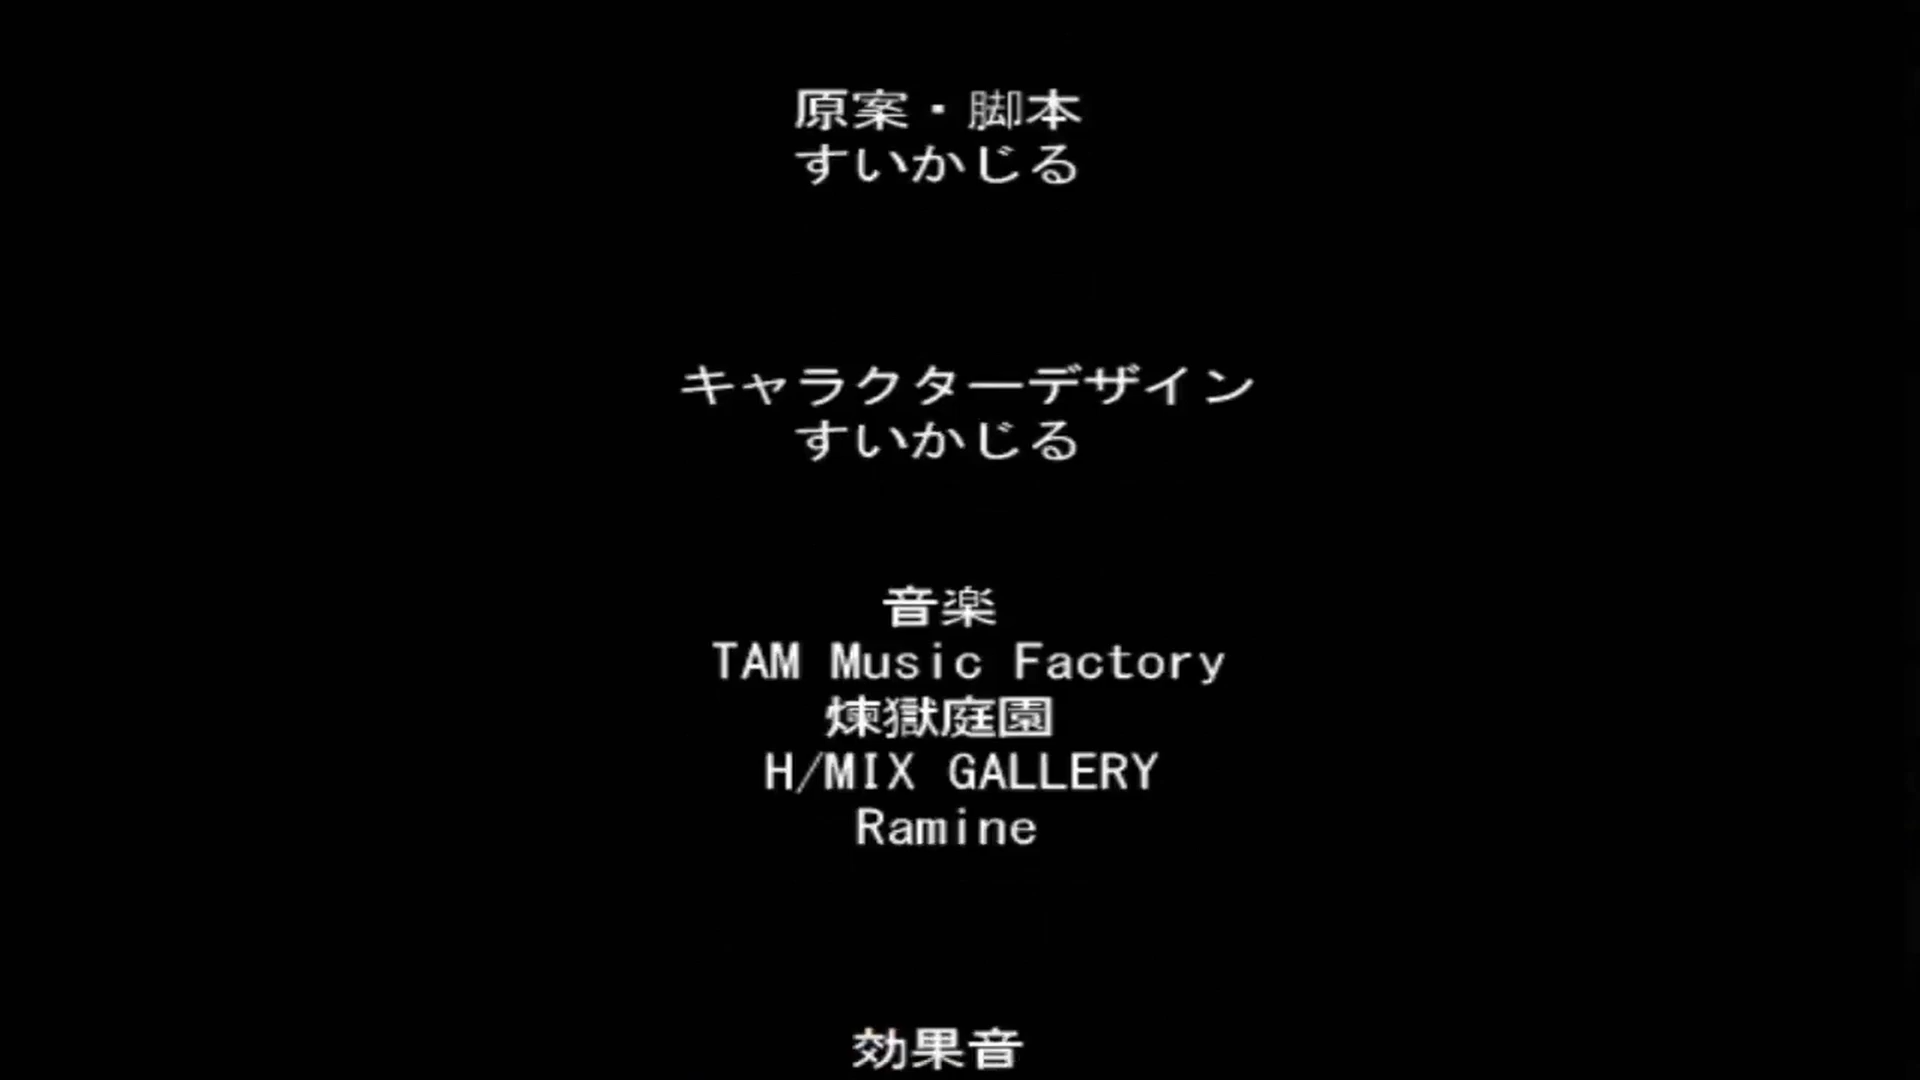 原案・脚本
すいかじる
キャラクターデザイン
すいかじる
音楽
TAM Music Factory
煉獄庭園
H/MIX GALLERY
Ramine
効果音